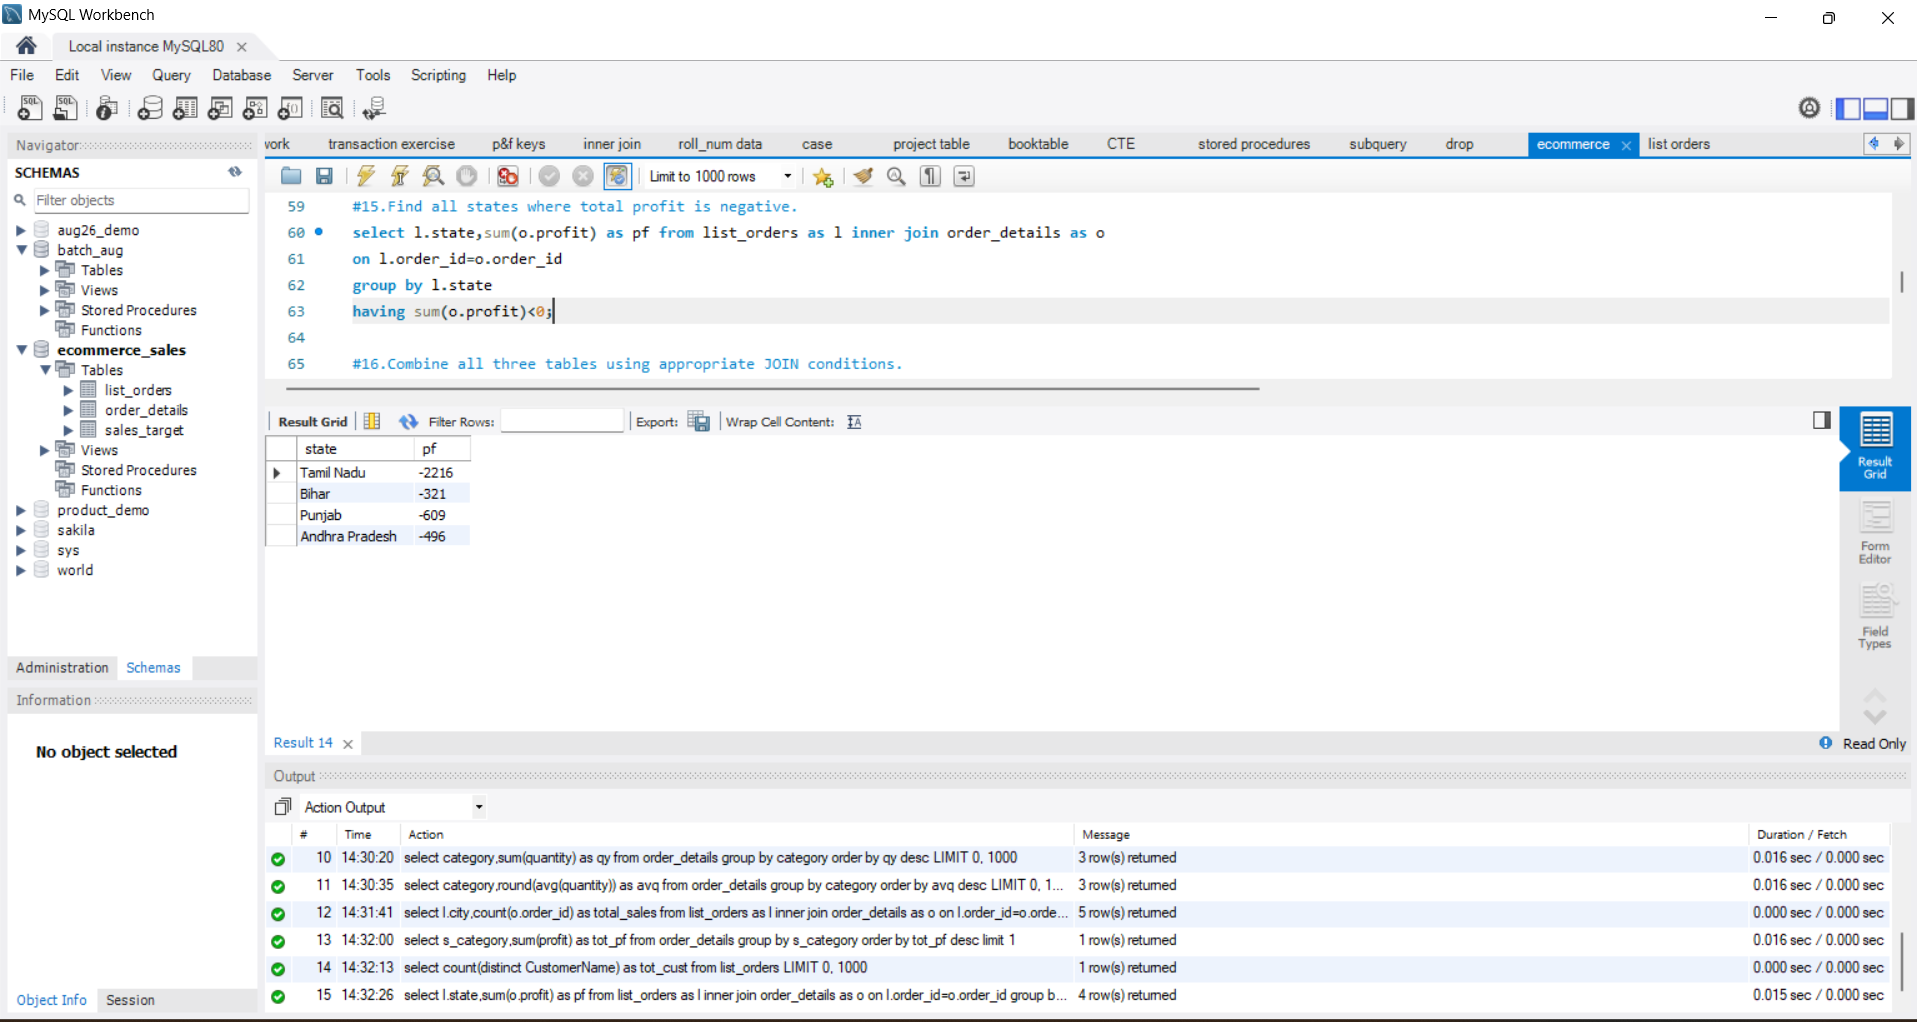 MySQL Workbench
Local instance MySQL80
File Edit View Query Database Server Tools Scripting Help
Navigator
SCHEMAS
Filter objects
aug26_demo
batch_aug
Tables
Views
Stored Procedures
Functions
ecommerce_sales
Tables
list_orders
order_details
sales_target
Views
Stored Procedures
Functions
product_demo
sakila
sys
world
Administration Schemas
Information
No object selected
Object Info Session
work transaction exercise p&f keys inner join roll_num data case project table booktable CTE stored procedures subquery drop ecommerce list orders
Limit to 1000 rows
59 #15.Find all states where total profit is negative.
60 select l.state,sum(o.profit) as pf from list_orders as l inner join order_details as o
61 on l.order_id=o.order_id
62 group by l.state
63 having sum(o.profit)<0;
64
65 #16.Combine all three tables using appropriate JOIN conditions.
Result Grid Filter Rows: Export: Wrap Cell Content:
state pf
Tamil Nadu -2216
Bihar -321
Punjab -609
Andhra Pradesh -496
Result Grid
Form Editor
Field Types
Result 14 Read Only
Output
Action Output
# Time Action Message Duration / Fetch
10 14:30:20 select category,sum(quantity) as qy from order_details group by category order by qy desc LIMIT 0, 1000 3 row(s) returned 0.016 sec / 0.000 sec
11 14:30:35 select category,round(avg(quantity)) as avq from order_details group by category order by avq desc LIMIT 0, 1... 3 row(s) returned 0.016 sec / 0.000 sec
12 14:31:41 select l.city,count(o.order_id) as total_sales from list_orders as l inner join order_details as o on l.order_id=o.orde... 5 row(s) returned 0.000 sec / 0.000 sec
13 14:32:00 select s_category,sum(profit) as tot_pf from order_details group by s_category order by tot_pf desc limit 1 1 row(s) returned 0.016 sec / 0.000 sec
14 14:32:13 select count(distinct CustomerName) as tot_cust from list_orders LIMIT 0, 1000 1 row(s) returned 0.000 sec / 0.000 sec
15 14:32:26 select l.state,sum(o.profit) as pf from list_orders as l inner join order_details as o on l.order_id=o.order_id group b... 4 row(s) returned 0.015 sec / 0.000 sec